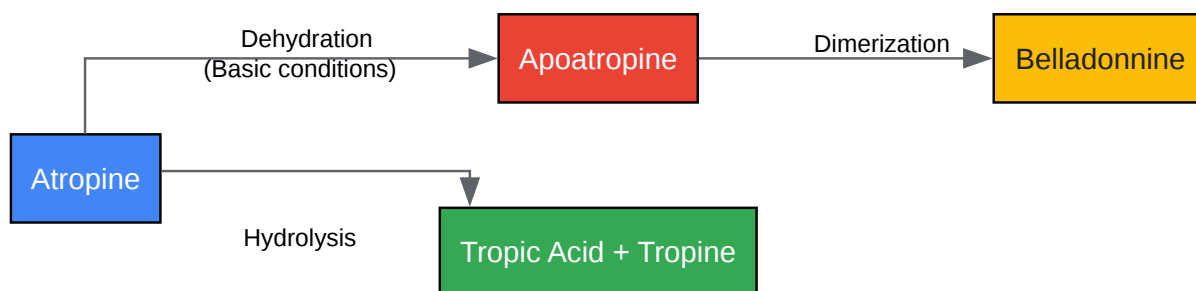 Dehydration
(Basic conditions)
Apoatropine
Dimerization
Belladonnine
Atropine
Hydrolysis
Tropic Acid + Tropine